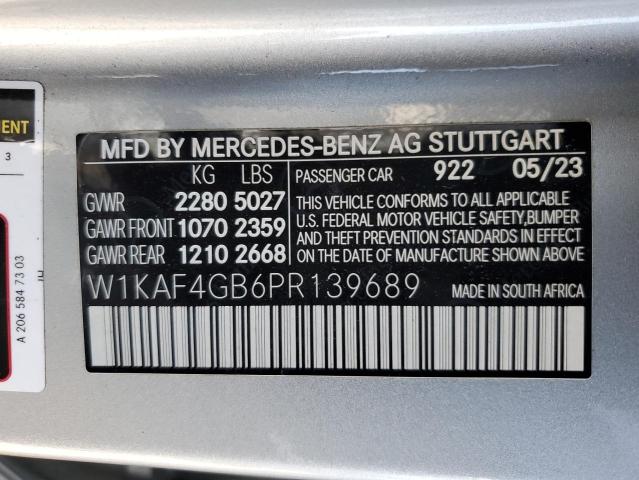 MENT
3
A 206 584 73 03
MFD BY MERCEDES-BENZ AG STUTTGART
KG LBS
GVWR 2280 5027
GAWR FRONT 1070 2359
GAWR REAR 1210 2668
PASSENGER CAR 922 05/23
THIS VEHICLE CONFORMS TO ALL APPLICABLE
U.S. FEDERAL MOTOR VEHICLE SAFETY,BUMPER
AND THEFT PREVENTION STANDARDS IN EFFECT
ON THE DATE OF MANUFACTURE SHOWN ABOVE
W1KAF4GB6PR139689
MADE IN SOUTH AFRICA